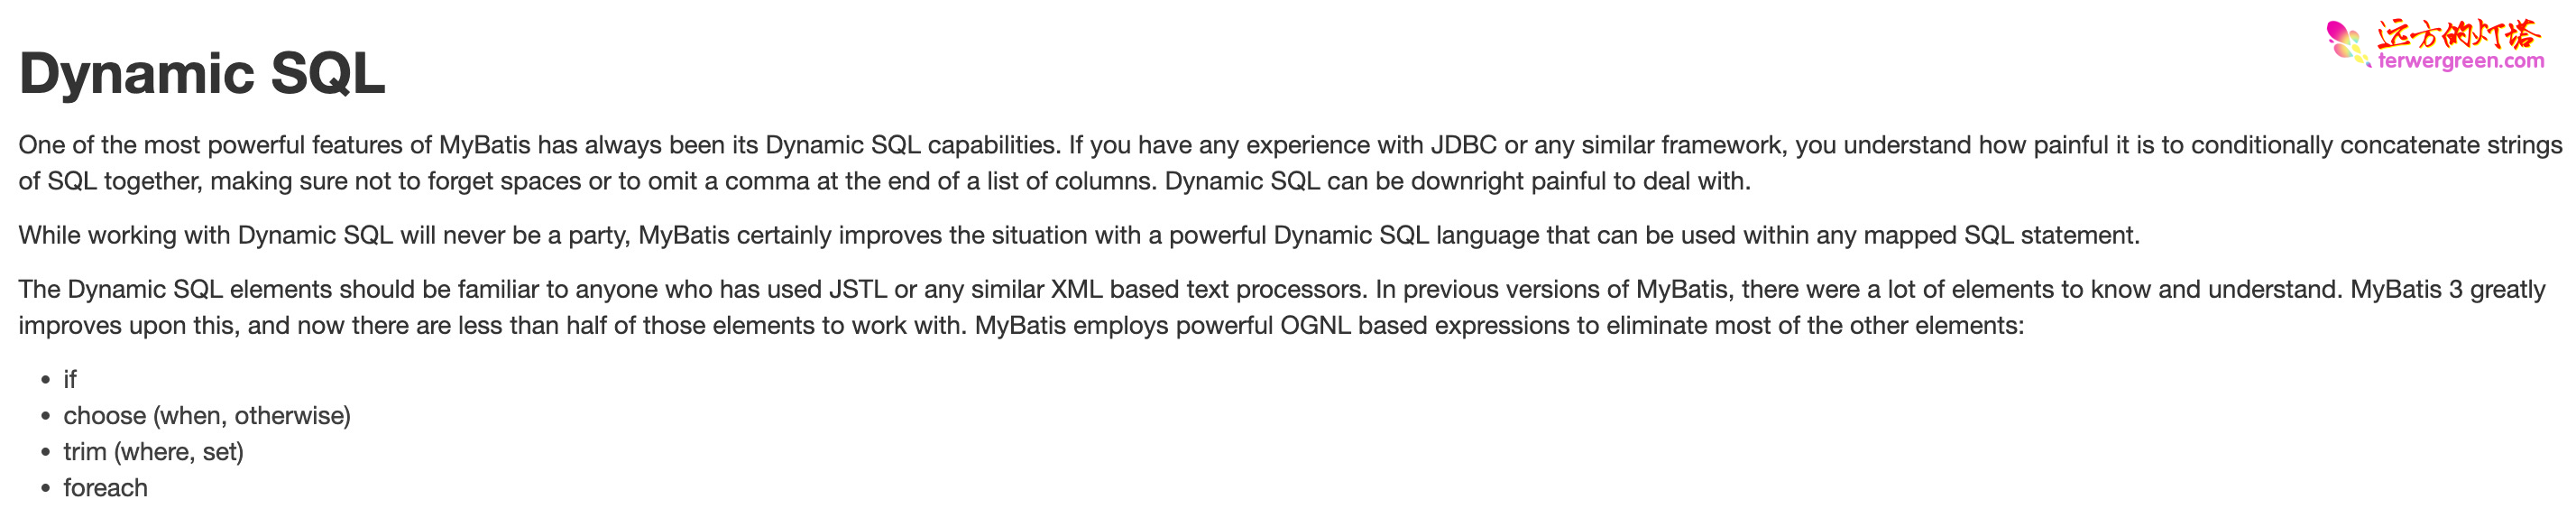 远方的灯塔
terwergreen.com
Dynamic SQL
One of the most powerful features of MyBatis has always been its Dynamic SQL capabilities. If you have any experience with JDBC or any similar framework, you understand how painful it is to conditionally concatenate strings
of SQL together, making sure not to forget spaces or to omit a comma at the end of a list of columns. Dynamic SQL can be downright painful to deal with.
While working with Dynamic SQL will never be a party, MyBatis certainly improves the situation with a powerful Dynamic SQL language that can be used within any mapped SQL statement.
The Dynamic SQL elements should be familiar to anyone who has used JSTL or any similar XML based text processors. In previous versions of MyBatis, there were a lot of elements to know and understand. MyBatis 3 greatly
improves upon this, and now there are less than half of those elements to work with. MyBatis employs powerful OGNL based expressions to eliminate most of the other elements:
• if
• choose (when, otherwise)
• trim (where, set)
• foreach